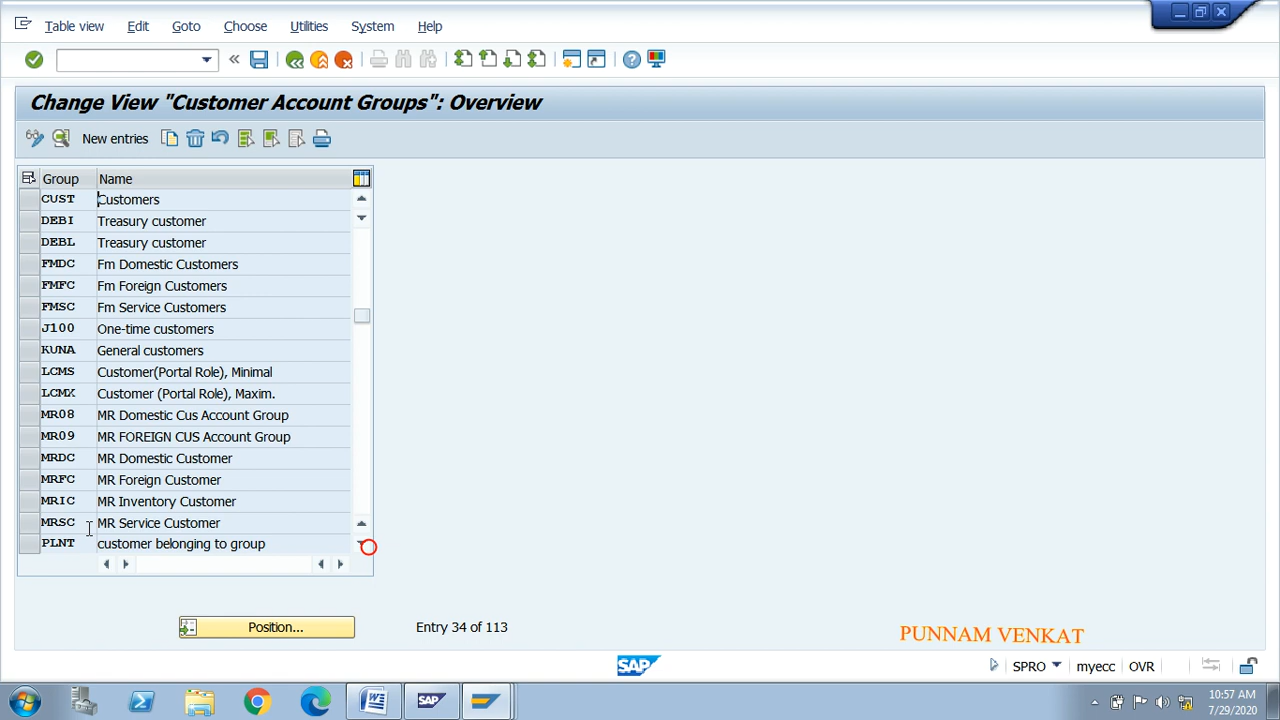 Table view Edit Goto Choose Utilities System Help
Change View "Customer Account Groups": Overview
New entries
Group Name
CUST Customers
DEBI Treasury customer
DEBL Treasury customer
FMDC Fm Domestic Customers
FMFC Fm Foreign Customers
FMSC Fm Service Customers
J100 One-time customers
KUNA General customers
LCMS Customer(Portal Role), Minimal
LCMX Customer (Portal Role), Maxim.
MR08 MR Domestic Cus Account Group
MR09 MR FOREIGN CUS Account Group
MRDC MR Domestic Customer
MRFC MR Foreign Customer
MRIC MR Inventory Customer
MRSC MR Service Customer
PLNT customer belonging to group
Position... Entry 34 of 113
PUNNAM VENKAT
SAP SPRO myecc OVR
10:57 AM
7/29/2020